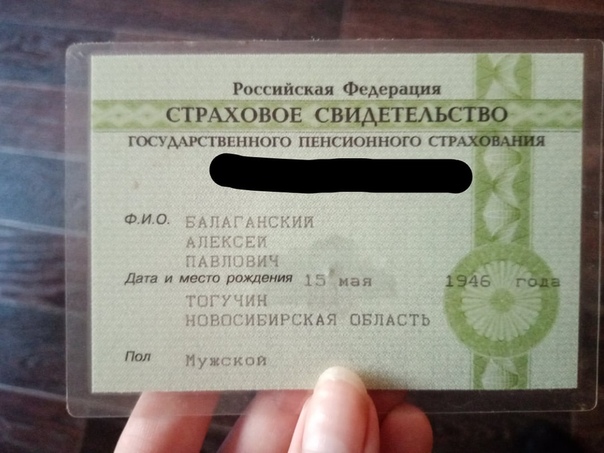 Российская Федерация
СТРАХОВОЕ СВИДЕТЕЛЬСТВО
ГОСУДАРСТВЕННОГО ПЕНСИОННОГО СТРАХОВАНИЯ
Ф.И.О. БАЛАГАНСКИЙ
АЛЕКСЕЙ
ПАВЛОВИЧ
Дата и место рождения 15 мая 1946 года
ТОГУЧИН
НОВОСИБИРСКАЯ ОБЛАСТЬ
Пол Мужской